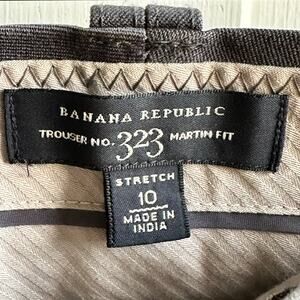 BANANA REPUBLIC
TROUSER NO. 323 MARTIN FIT
STRETCH
10
MADE IN
INDIA